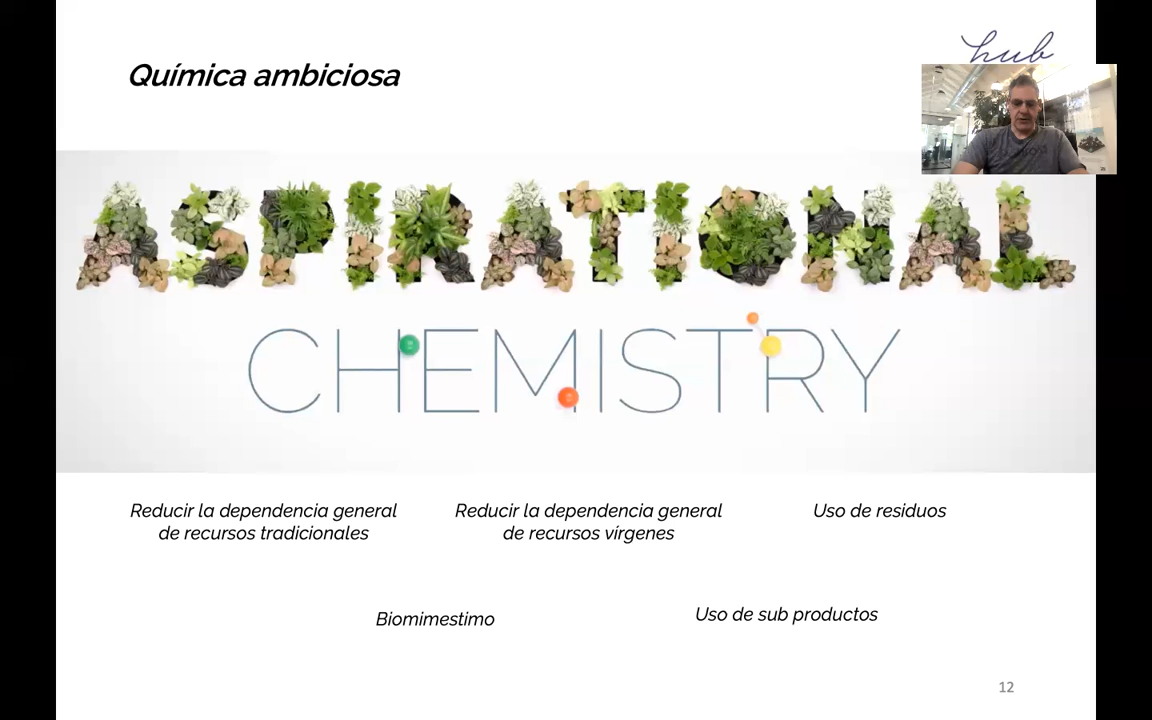 Química ambiciosa
hub
ASPIRATIONAL
CHEMISTRY
Reducir la dependencia general
de recursos tradicionales
Reducir la dependencia general
de recursos vírgenes
Uso de residuos
Biomimestimo
Uso de sub productos
12